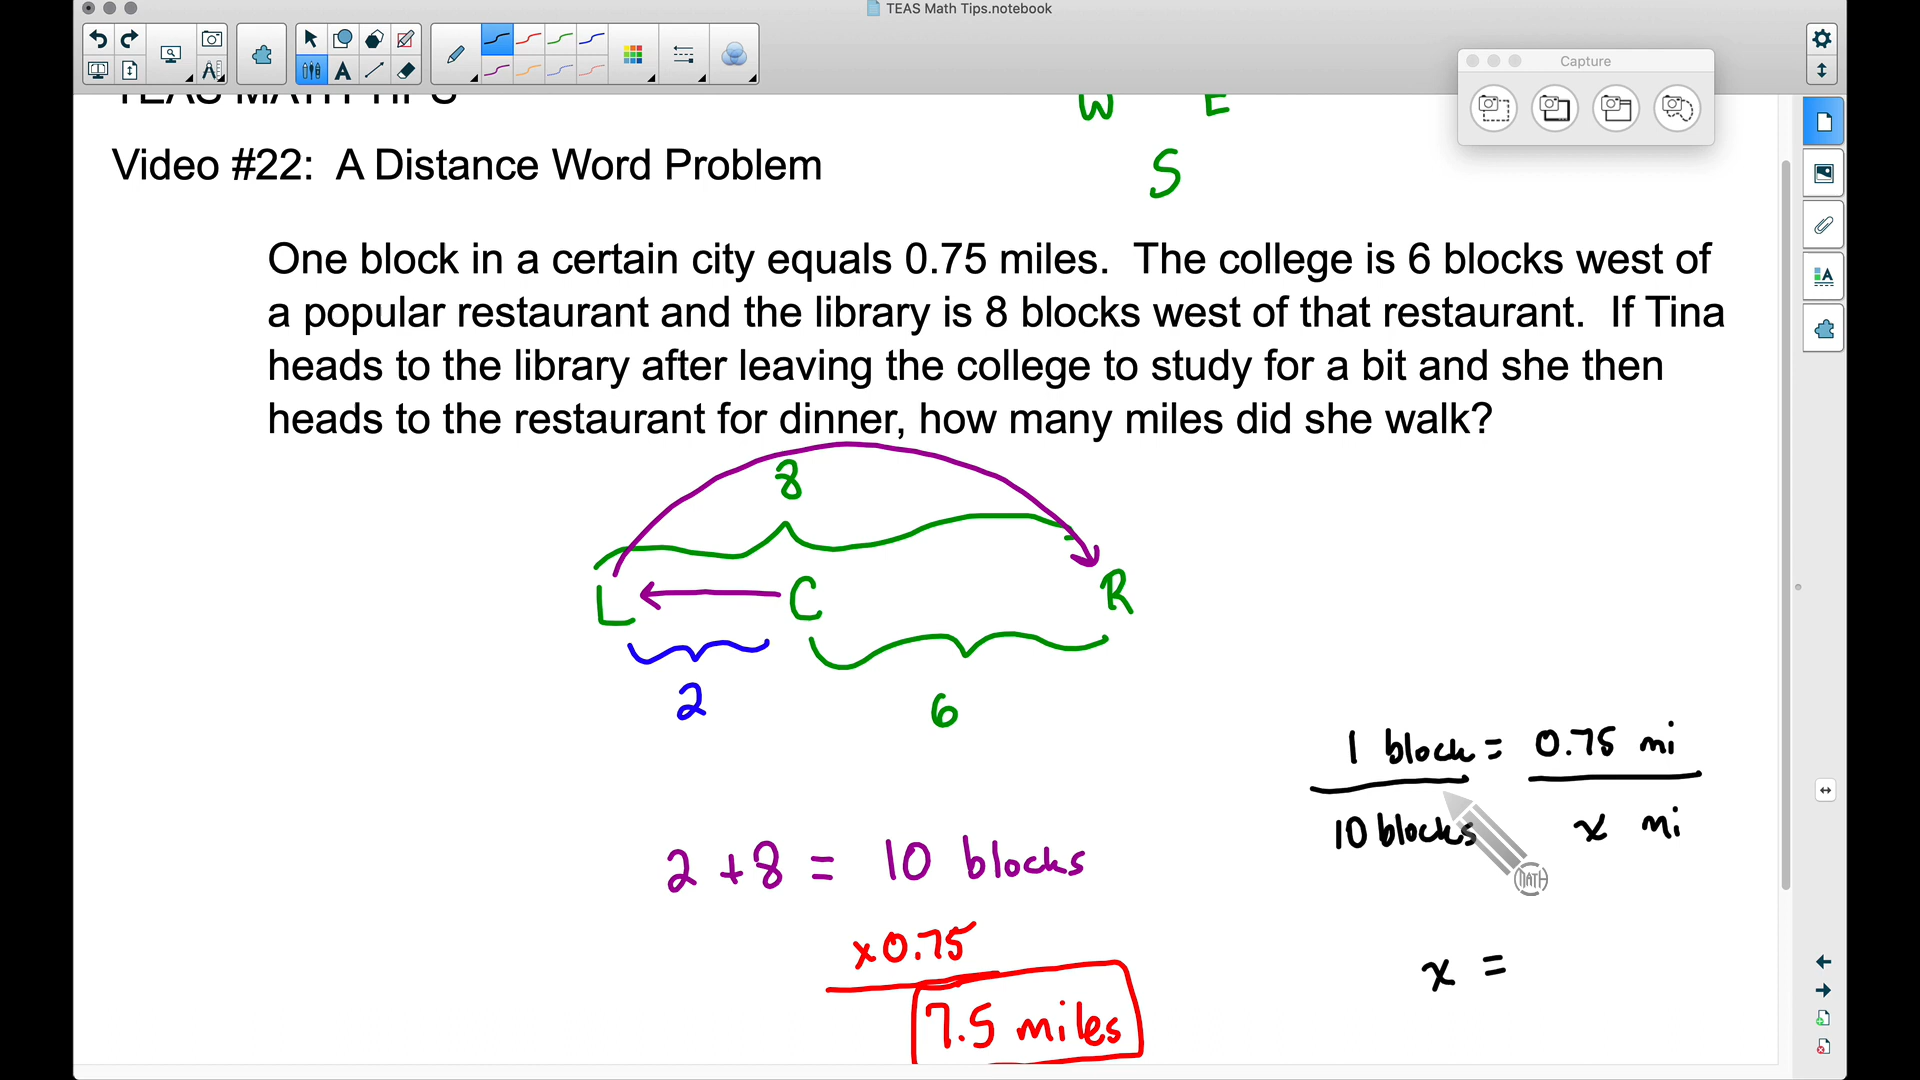 TEAS Math Tips.notebook
Capture
TEAS MATH TIPS
W E
S
Video #22: A Distance Word Problem
One block in a certain city equals 0.75 miles. The college is 6 blocks west of
a popular restaurant and the library is 8 blocks west of that restaurant. If Tina
heads to the library after leaving the college to study for a bit and she then
heads to the restaurant for dinner, how many miles did she walk?
8
L C R
2 6
1 block = 0.75 mi
10 blocks x mi
2 + 8 = 10 blocks
MATH
x 0.75
x =
7.5 miles